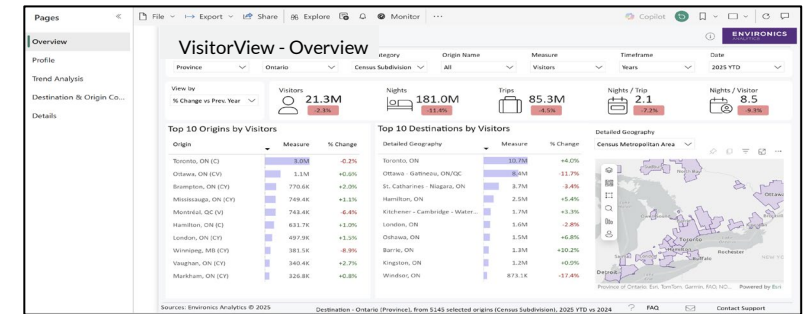 Pages «
File Export Share Explore Monitor ··· Copilot
Overview
Profile
Trend Analysis
Destination & Origin Co...
Details
ENVIRONICS
ANALYTICS
VisitorView - Overview
Origin Name Measure Timeframe Date
Province Ontario Census Subdivision All Visitors Years 2025 YTD
View by
% Change vs Prev. Year
Visitors
21.3M
-2.3%
Nights
181.0M
-11.4%
Trips
85.3M
-4.5%
Nights / Trip
2.1
-7.2%
Nights / Visitor
8.5
-9.3%
Top 10 Origins by Visitors
Origin Measure % Change
Toronto, ON (C) 3.0M -0.2%
Ottawa, ON (CV) 1.1M +0.6%
Brampton, ON (CY) 770.6K +2.0%
Mississauga, ON (CY) 749.4K +1.1%
Montréal, QC (V) 743.4K -6.4%
Hamilton, ON (C) 631.7K +1.0%
London, ON (CY) 497.9K +1.5%
Winnipeg, MB (CY) 381.5K -8.9%
Vaughan, ON (CY) 340.4K +2.7%
Markham, ON (CY) 326.8K +0.8%
Top 10 Destinations by Visitors
Detailed Geography Measure % Change
Toronto, ON 10.7M +4.0%
Ottawa - Gatineau, ON/QC 8.4M -11.7%
St. Catharines - Niagara, ON 3.7M -3.4%
Hamilton, ON 2.5M +5.4%
Kitchener - Cambridge - Water... 1.7M +3.3%
London, ON 1.6M -2.8%
Oshawa, ON 1.5M +6.8%
Barrie, ON 1.3M +10.2%
Kingston, ON 1.2M +0.9%
Windsor, ON 873.1K -17.4%
Detailed Geography
Census Metropolitan Area
North Bay
Ottawa
Toronto
Rochester
Buffalo
Detroit
Province of Ontario, Esri, TomTom, Garmin, FAO, NO... Powered by Esri
Sources: Environics Analytics © 2025
Destination - Ontario (Province), from 5145 selected origins (Census Subdivision), 2025 YTD vs 2024
? FAQ
Contact Support